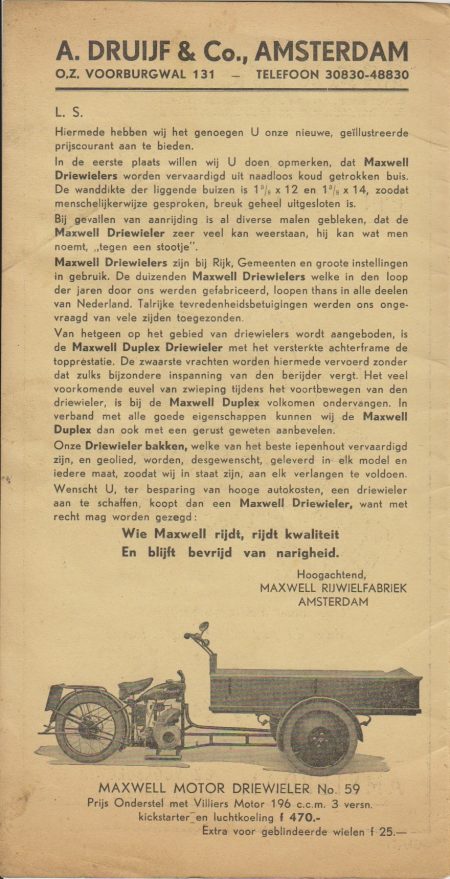 A. DRUIJF & Co., AMSTERDAM
O.Z. VOORBURGWAL 131 — TELEFOON 30830-48830
L. S.
Hiermede hebben wij het genoegen U onze nieuwe, geïllustreerde
prijscourant aan te bieden.
In de eerste plaats willen wij U doen opmerken, dat Maxwell
Driewielers worden vervaardigd uit naadloos koud getrokken buis.
De wanddikte der liggende buizen is 1³/₈ x 12 en 1³/₈ x 14, zoodat
menschelijkerwijze gesproken, breuk geheel uitgesloten is.
Bij gevallen van aanrijding is al diverse malen gebleken, dat de
Maxwell Driewieler zeer veel kan weerstaan, hij kan wat men
noemt, „tegen een stootje”.
Maxwell Driewielers zijn bij Rijk, Gemeenten en groote instellingen
in gebruik. De duizenden Maxwell Driewielers welke in den loop
der jaren door ons werden gefabriceerd, loopen thans in alle deelen
van Nederland. Talrijke tevredenheidsbetuigingen werden ons onge-
vraagd van vele zijden toegezonden.
Van hetgeen op het gebied van driewielers wordt aangeboden, is
de Maxwell Duplex Driewieler met het versterkte achterframe de
topprestatie. De zwaarste vrachten worden hiermede vervoerd zonder
dat zulks bijzondere inspanning van den berijder vergt. Het veel
voorkomende euvel van zwieping tijdens het voortbewegen van den
driewieler, is bij de Maxwell Duplex volkomen ondervangen. In
verband met alle goede eigenschappen kunnen wij de Maxwell
Duplex dan ook met een gerust geweten aanbevelen.
Onze Driewieler bakken, welke van het beste iepenhout vervaardigd
zijn, en geolied, worden, desgewenscht, geleverd in elk model en
iedere maat, zoodat wij in staat zijn, aan elk verlangen te voldoen.
Wenscht U, ter besparing van hooge autokosten, een driewieler
aan te schaffen, koopt dan een Maxwell Driewieler, want met
recht mag worden gezegd :
Wie Maxwell rijdt, rijdt kwaliteit
En blijft bevrijd van narigheid.
Hoogachtend,
MAXWELL RIJWIELFABRIEK
AMSTERDAM
MAXWELL MOTOR DRIEWIELER No. 59
Prijs Onderstel met Villiers Motor 196 c.c.m. 3 versn.
kickstarter en luchtkoeling f 470.-
Extra voor geblindeerde wielen f 25.—